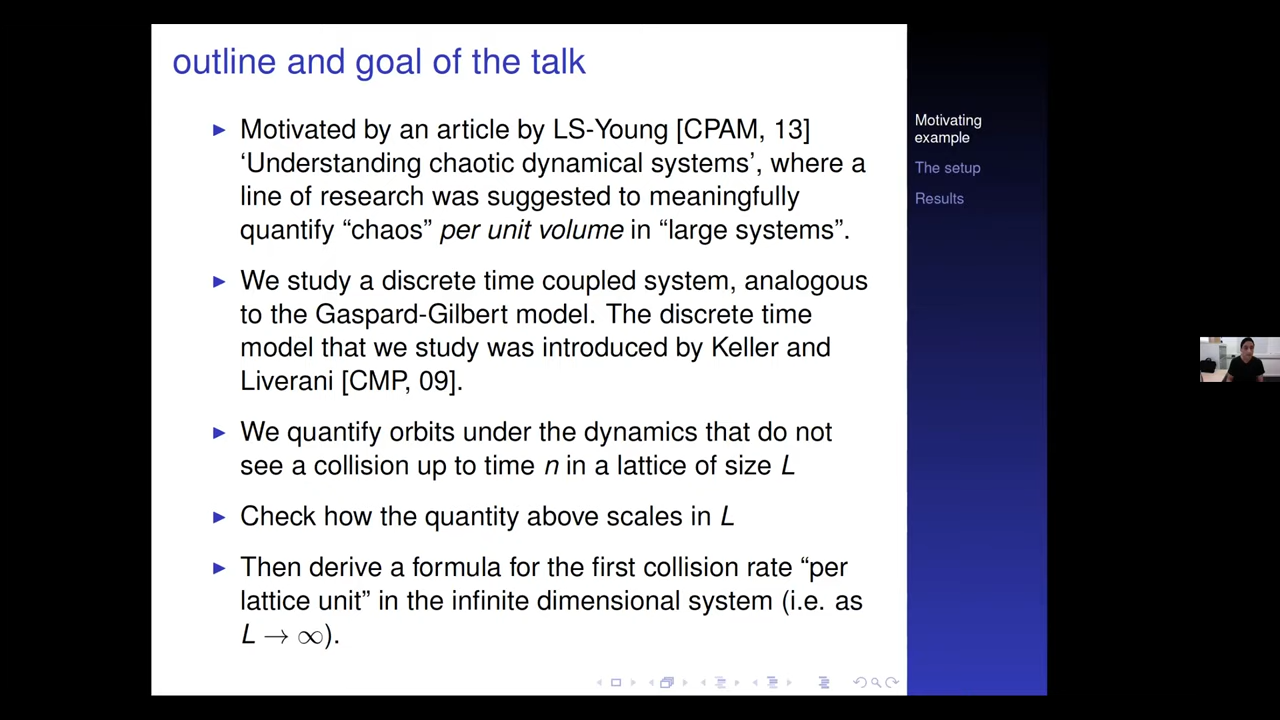 outline and goal of the talk
▶ Motivated by an article by LS-Young [CPAM, 13]
‘Understanding chaotic dynamical systems’, where a
line of research was suggested to meaningfully
quantify “chaos” per unit volume in “large systems”.
▶ We study a discrete time coupled system, analogous
to the Gaspard-Gilbert model. The discrete time
model that we study was introduced by Keller and
Liverani [CMP, 09].
▶ We quantify orbits under the dynamics that do not
see a collision up to time n in a lattice of size L
▶ Check how the quantity above scales in L
▶ Then derive a formula for the first collision rate “per
lattice unit” in the infinite dimensional system (i.e. as
L → ∞).
Motivating
example
The setup
Results